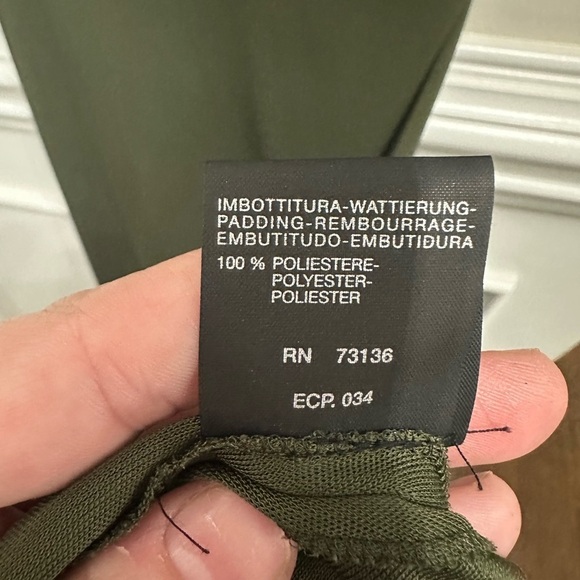 IMBOTTITURA-WATTIERUNG-
PADDING-REMBOURRAGE-
EMBUTITUDO-EMBUTIDURA
100 % POLIESTERE-
POLYESTER-
POLIESTER
RN 73136
ECP. 034